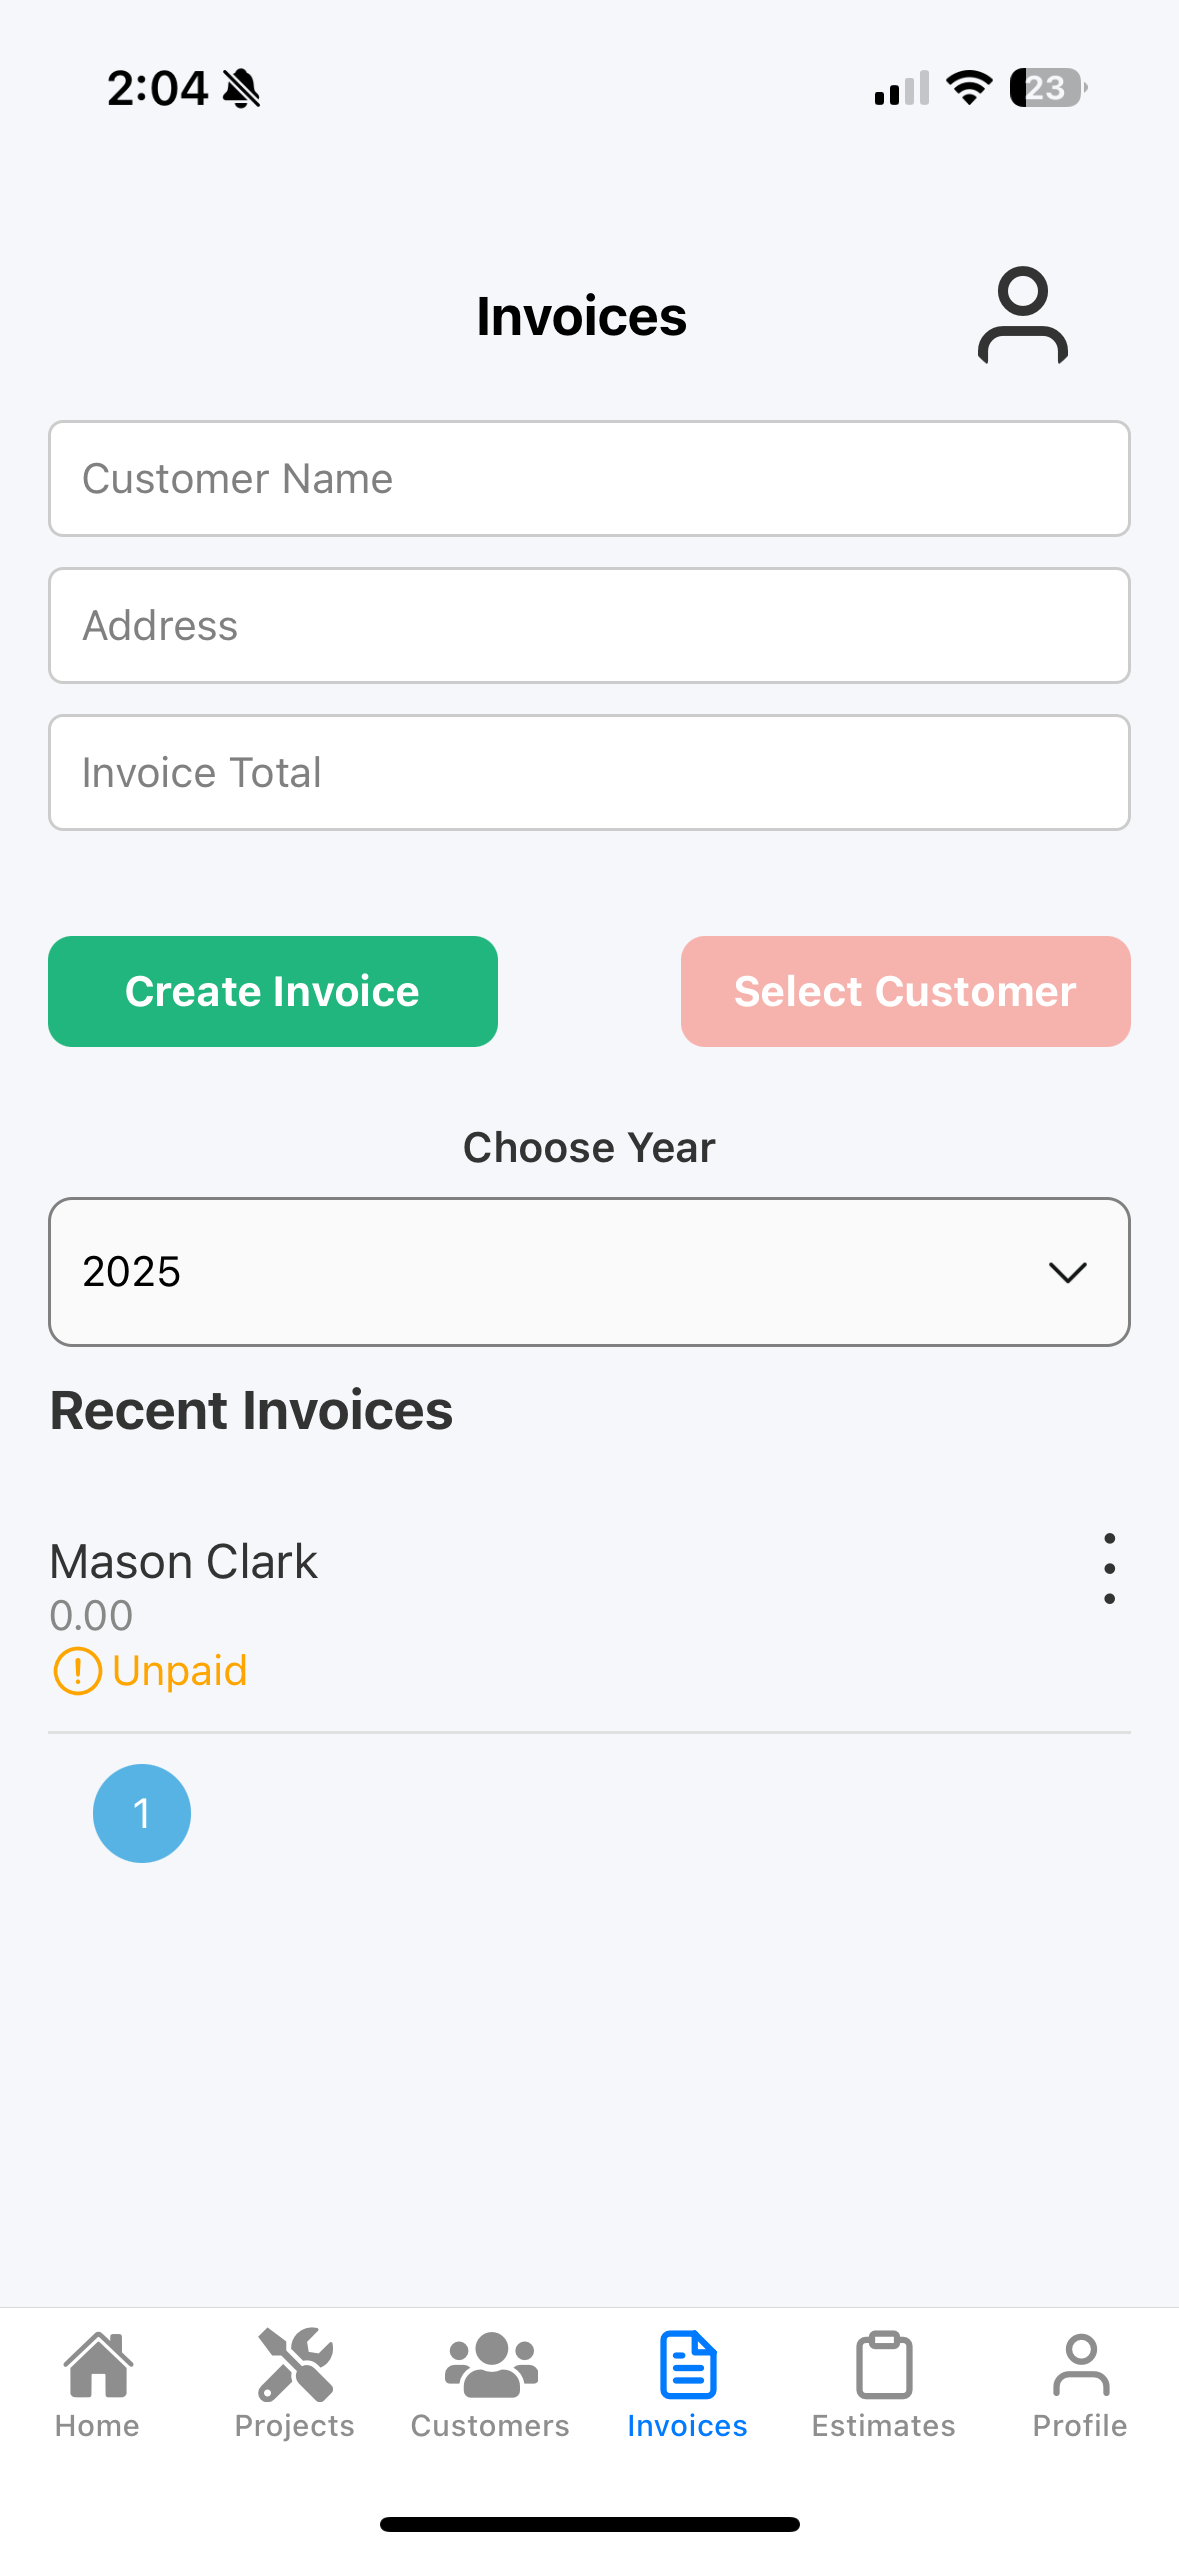 2:04
23
Invoices
Customer Name
Address
Invoice Total
Create Invoice
Select Customer
Choose Year
2025
Recent Invoices
Mason Clark
0.00
Unpaid
1
Home
Projects
Customers
Invoices
Estimates
Profile